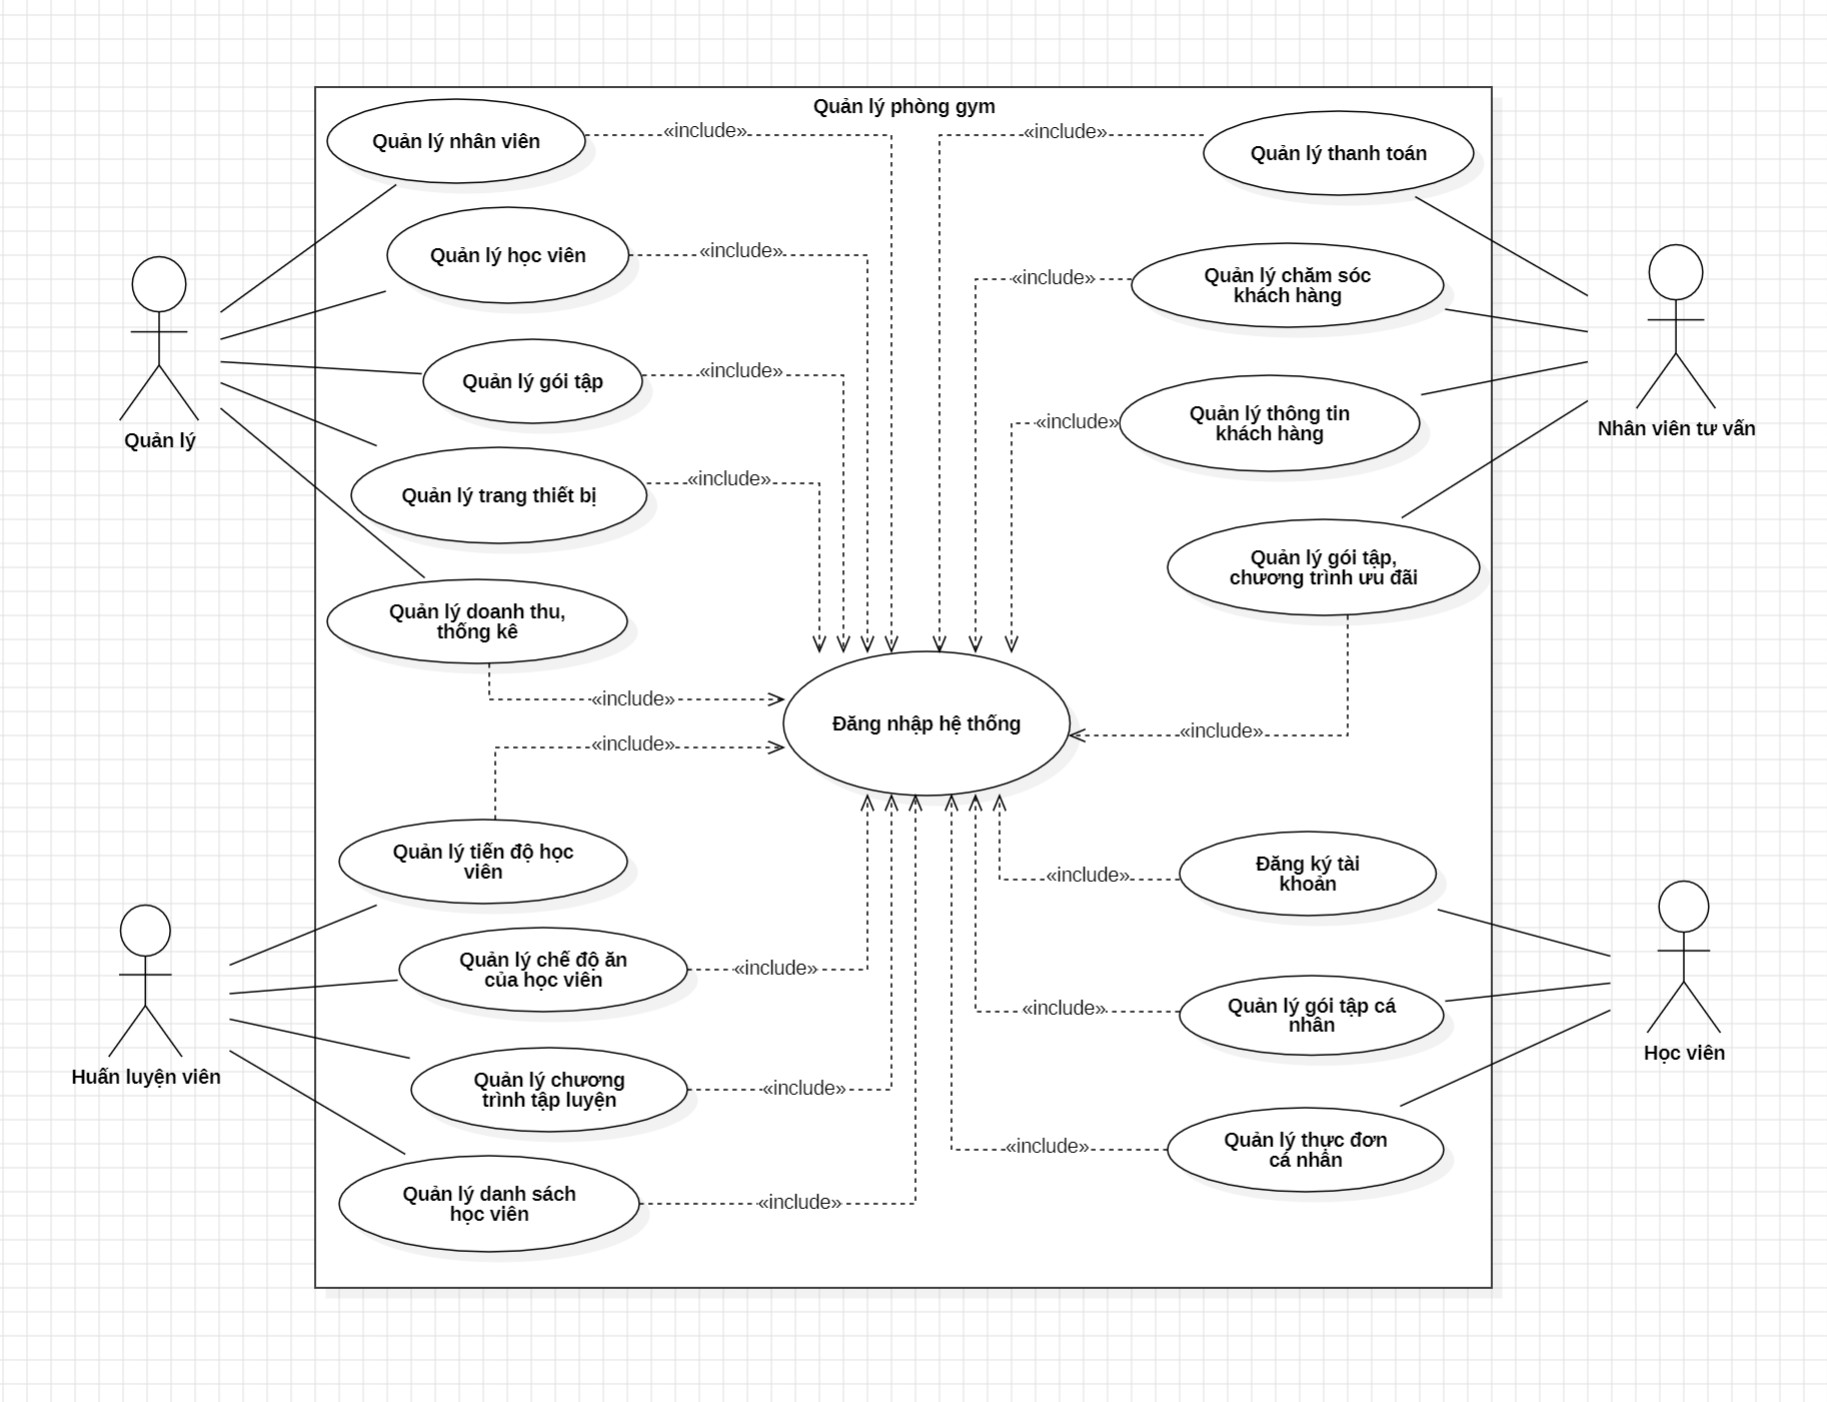 Quản lý phòng gym
Quản lý nhân viên
«include»
«include»
Quản lý thanh toán
Quản lý học viên
«include»
«include»
Quản lý chăm sóc
khách hàng
Quản lý gói tập
«include»
«include»
Quản lý thông tin
khách hàng
Quản lý
Nhân viên tư vấn
Quản lý trang thiết bị
«include»
Quản lý gói tập,
chương trình ưu đãi
Quản lý doanh thu,
thống kê
«include»
Đăng nhập hệ thống
«include»
«include»
Quản lý tiến độ học
viên
«include»
Đăng ký tài
khoản
Quản lý chế độ ăn
của học viên
«include»
«include»
Quản lý gói tập cá
nhân
Huấn luyện viên
Học viên
Quản lý chương
trình tập luyện
«include»
«include»
Quản lý thực đơn
cá nhân
Quản lý danh sách
học viên
«include»